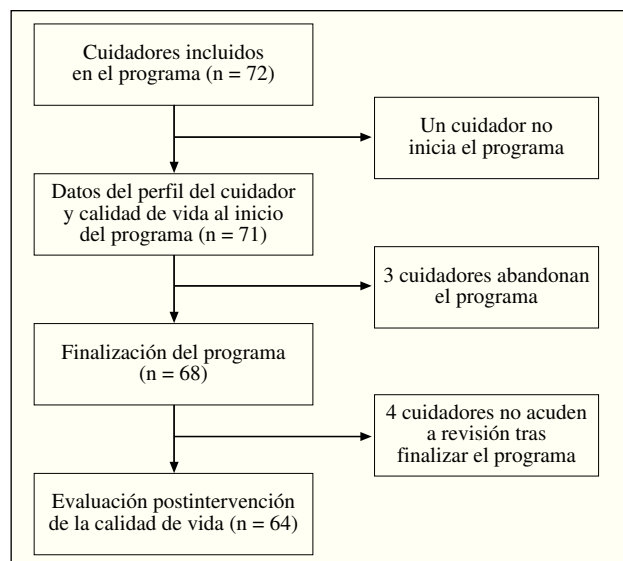 Cuidadores incluidos
en el programa (n = 72)
Un cuidador no
inicia el programa
Datos del perfil del cuidador
y calidad de vida al inicio
del programa (n = 71)
3 cuidadores abandonan
el programa
Finalización del programa
(n = 68)
4 cuidadores no acuden
a revisión tras
finalizar el programa
Evaluación postintervención
de la calidad de vida (n = 64)